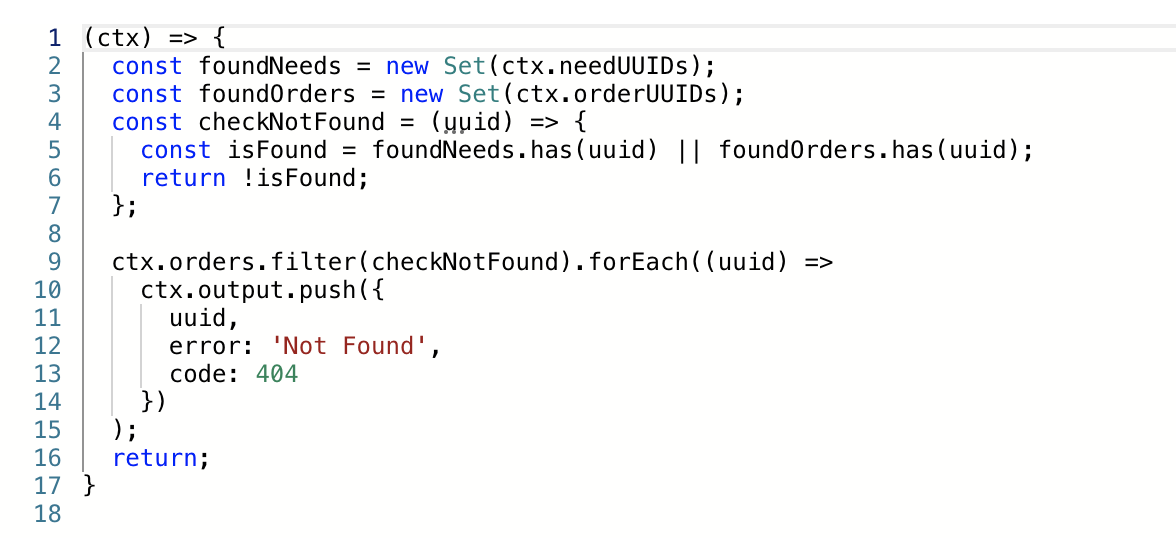 1 (ctx) => {
2   const foundNeeds = new Set(ctx.needUUIDs);
3   const foundOrders = new Set(ctx.orderUUIDs);
4   const checkNotFound = (uuid) => {
5     const isFound = foundNeeds.has(uuid) || foundOrders.has(uuid);
6     return !isFound;
7   };
8
9   ctx.orders.filter(checkNotFound).forEach((uuid) =>
10     ctx.output.push({
11       uuid,
12       error: 'Not Found',
13       code: 404
14     })
15   );
16   return;
17 }
18